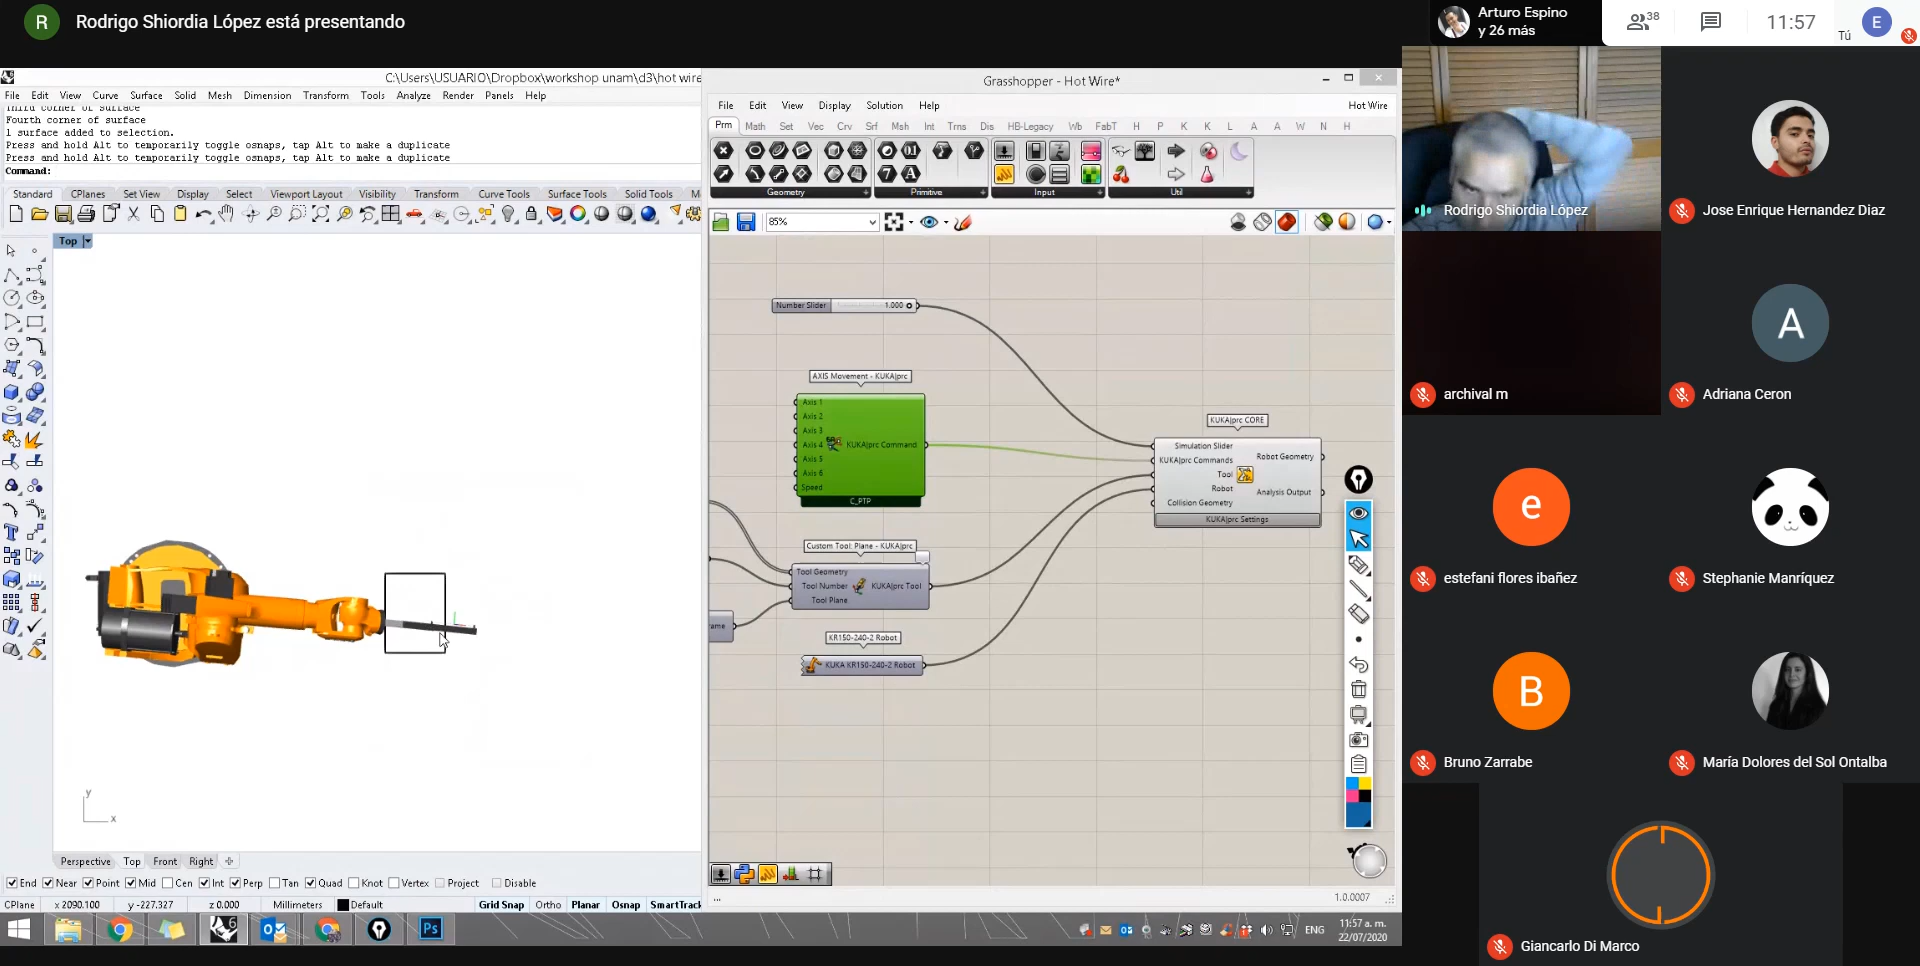 R Rodrigo Shiordia López está presentando
Arturo Espino
y 26 más
38
11:57
Tú
E
C:\Users\USUARIO\Dropbox\workshop unam\d3\hot wire
File Edit View Curve Surface Solid Mesh Dimension Transform Tools Analyze Render Panels Help
Third corner of surface
Fourth corner of surface
1 surface added to selection.
Press and hold Alt to temporarily toggle osnaps, tap Alt to make a duplicate
Press and hold Alt to temporarily toggle osnaps, tap Alt to make a duplicate
Command:
Standard CPlanes Set View Display Select Viewport Layout Visibility Transform Curve Tools Surface Tools Solid Tools M
Top
y
x
Perspective Top Front Right
End Near Point Mid Cen Int Perp Tan Quad Knot Vertex Project Disable
CPlane x 2090.100 y -227.327 z 0.000 Millimeters Default Grid Snap Ortho Planar Osnap SmartTrack
Grasshopper - Hot Wire*
File Edit View Display Solution Help Hot Wire
Prm Math Set Vec Crv Srf Msh Int Trns Dis HB-Legacy Wb FabT H P K K L A A W N H
Geometry Primitive Input Util
85%
Number Slider 1.000
AXIS Movement - KUKA|prc
Axis 1
Axis 2
Axis 3
Axis 4 KUKA|prc Command
Axis 5
Axis 6
Speed
C_PTP
KUKA|prc CORE
Simulation Slider
KUKA|prc Commands
Tool
Robot
Collision Geometry
Robot Geometry
Analysis Output
KUKA|prc Settings
Custom Tool: Plane - KUKA|prc
Tool Geometry
Tool Number KUKA|prc Tool
Tool Plane
rame
KR150-240-2 Robot
KUKA KR150-240-2 Robot
...
1.0.0007
6
Ps
ENG
11:57 a. m.
22/07/2020
Rodrigo Shiordia López
Jose Enrique Hernandez Diaz
archival m
A
Adriana Ceron
e
estefani flores ibañez
Stephanie Manríquez
B
Bruno Zarrabe
María Dolores del Sol Ontalba
Giancarlo Di Marco